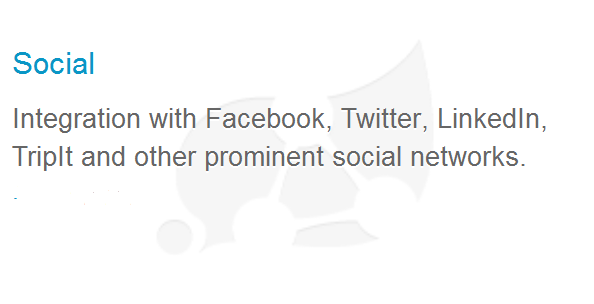 Social
Integration with Facebook, Twitter, LinkedIn,
TripIt and other prominent social networks.